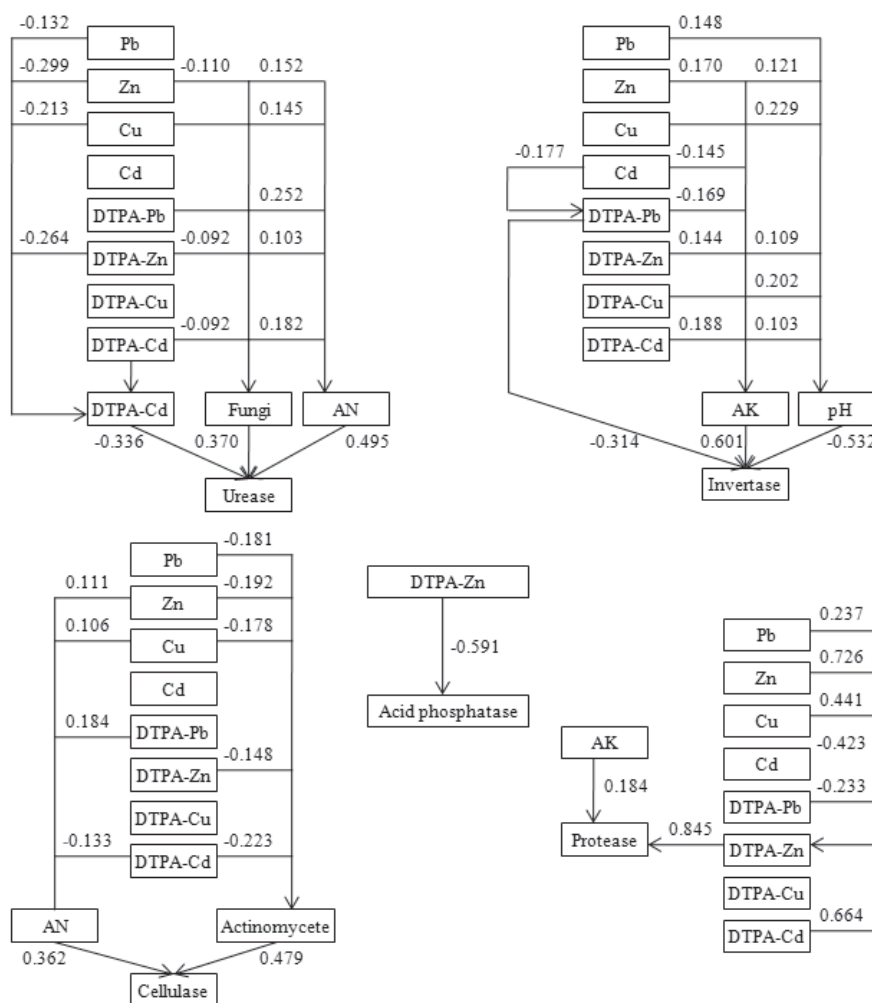 -0.132
Pb
-0.299
Zn
-0.110 0.152
-0.213
Cu
0.145
Cd
DTPA-Pb
0.252
-0.264
DTPA-Zn
-0.092 0.103
DTPA-Cu
DTPA-Cd
-0.092 0.182
DTPA-Cd Fungi AN
-0.336 0.370 0.495
Urease
Pb
0.148
Zn
0.170 0.121
Cu
0.229
-0.177
Cd
-0.145
DTPA-Pb
-0.169
DTPA-Zn
0.144 0.109
DTPA-Cu
0.202
DTPA-Cd
0.188 0.103
AK pH
-0.314 0.601 -0.532
Invertase
Pb
-0.181
0.111
Zn
-0.192
0.106
Cu
-0.178
Cd
0.184
DTPA-Pb
DTPA-Zn
-0.148
DTPA-Cu
-0.133
DTPA-Cd
-0.223
AN Actinomycete
0.362 0.479
Cellulase
DTPA-Zn
-0.591
Acid phosphatase
AK
0.184
Protease
0.845
Pb
0.237
Zn
0.726
Cu
0.441
Cd
-0.423
DTPA-Pb
-0.233
DTPA-Zn
DTPA-Cu
DTPA-Cd
0.664